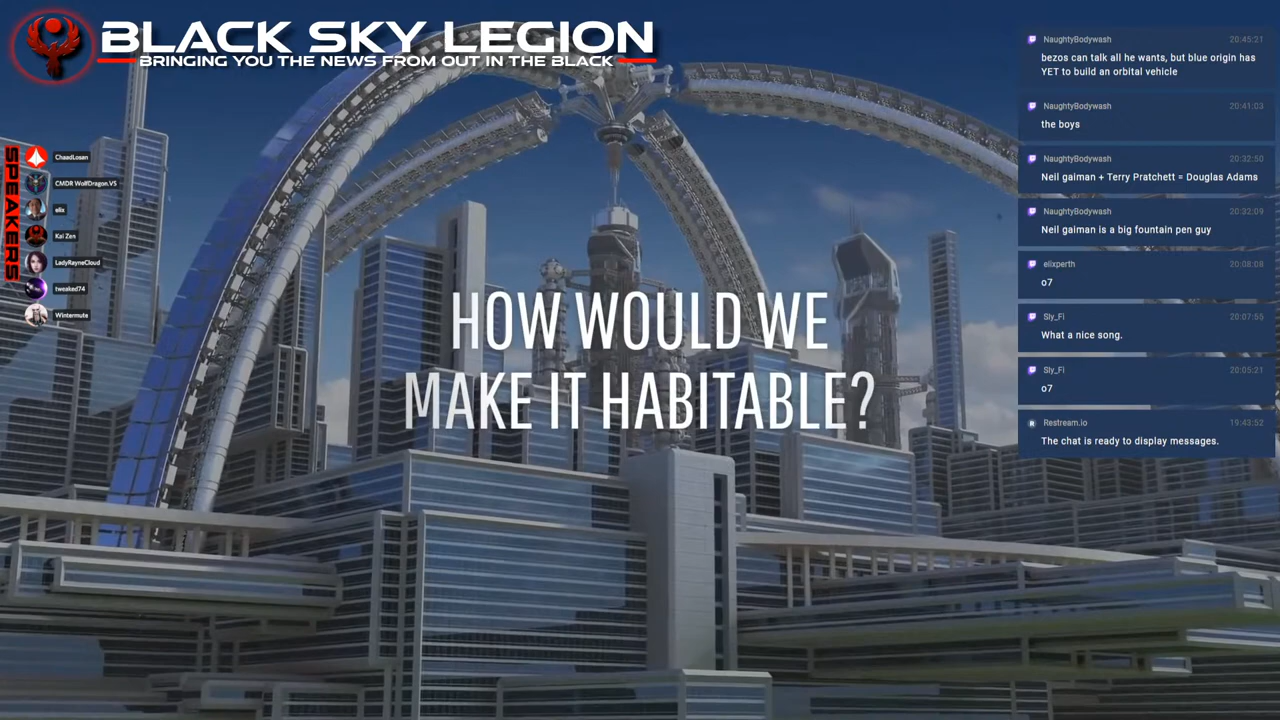 BLACK SKY LEGION
BRINGING YOU THE NEWS FROM OUT IN THE BLACK
SPEAKERS
ChaadLosan
CMDR WolfDragon.VS
elix
Kai Zen
LadyRayneCloud
tweaked74
Wintermute
HOW WOULD WE
MAKE IT HABITABLE?
NaughtyBodywash 20:45:21
bezos can talk all he wants, but blue origin has
YET to build an orbital vehicle
NaughtyBodywash 20:41:03
the boys
NaughtyBodywash 20:32:50
Neil gaiman + Terry Pratchett = Douglas Adams
NaughtyBodywash 20:32:09
Neil gaiman is a big fountain pen guy
elixperth 20:08:08
o7
Sly_Fi 20:07:55
What a nice song.
Sly_Fi 20:05:21
o7
Restream.io 19:43:52
The chat is ready to display messages.